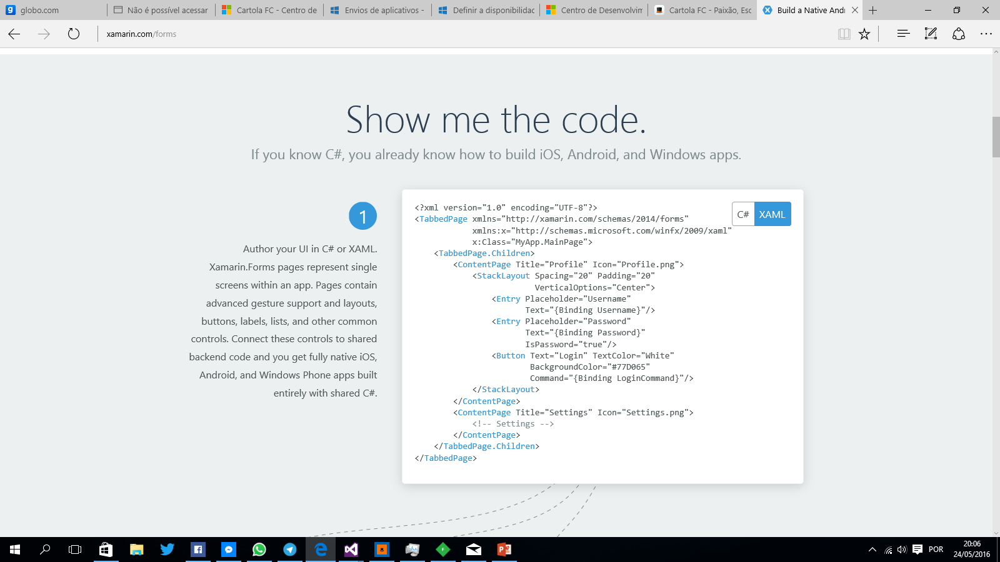 globo.com
Não é possível acessar
Cartola FC - Centro de
Envios de aplicativos -
Definir a disponibilidac
Centro de Desenvolvim
Cartola FC - Paixão, Esc
Build a Native Andr
xamarin.com/forms
Show me the code.
If you know C#, you already know how to build iOS, Android, and Windows apps.
1
Author your UI in C# or XAML.
Xamarin.Forms pages represent single
screens within an app. Pages contain
advanced gesture support and layouts,
buttons, labels, lists, and other common
controls. Connect these controls to shared
backend code and you get fully native iOS,
Android, and Windows Phone apps built
entirely with shared C#.
C# XAML
<?xml version="1.0" encoding="UTF-8"?>
<TabbedPage xmlns="http://xamarin.com/schemas/2014/forms"
            xmlns:x="http://schemas.microsoft.com/winfx/2009/xaml"
            x:Class="MyApp.MainPage">
    <TabbedPage.Children>
        <ContentPage Title="Profile" Icon="Profile.png">
            <StackLayout Spacing="20" Padding="20"
                         VerticalOptions="Center">
                <Entry Placeholder="Username"
                       Text="{Binding Username}"/>
                <Entry Placeholder="Password"
                       Text="{Binding Password}"
                       IsPassword="true"/>
                <Button Text="Login" TextColor="White"
                        BackgroundColor="#77D065"
                        Command="{Binding LoginCommand}"/>
            </StackLayout>
        </ContentPage>
        <ContentPage Title="Settings" Icon="Settings.png">
            <!-- Settings -->
        </ContentPage>
    </TabbedPage.Children>
</TabbedPage>
POR
20:06
24/05/2016